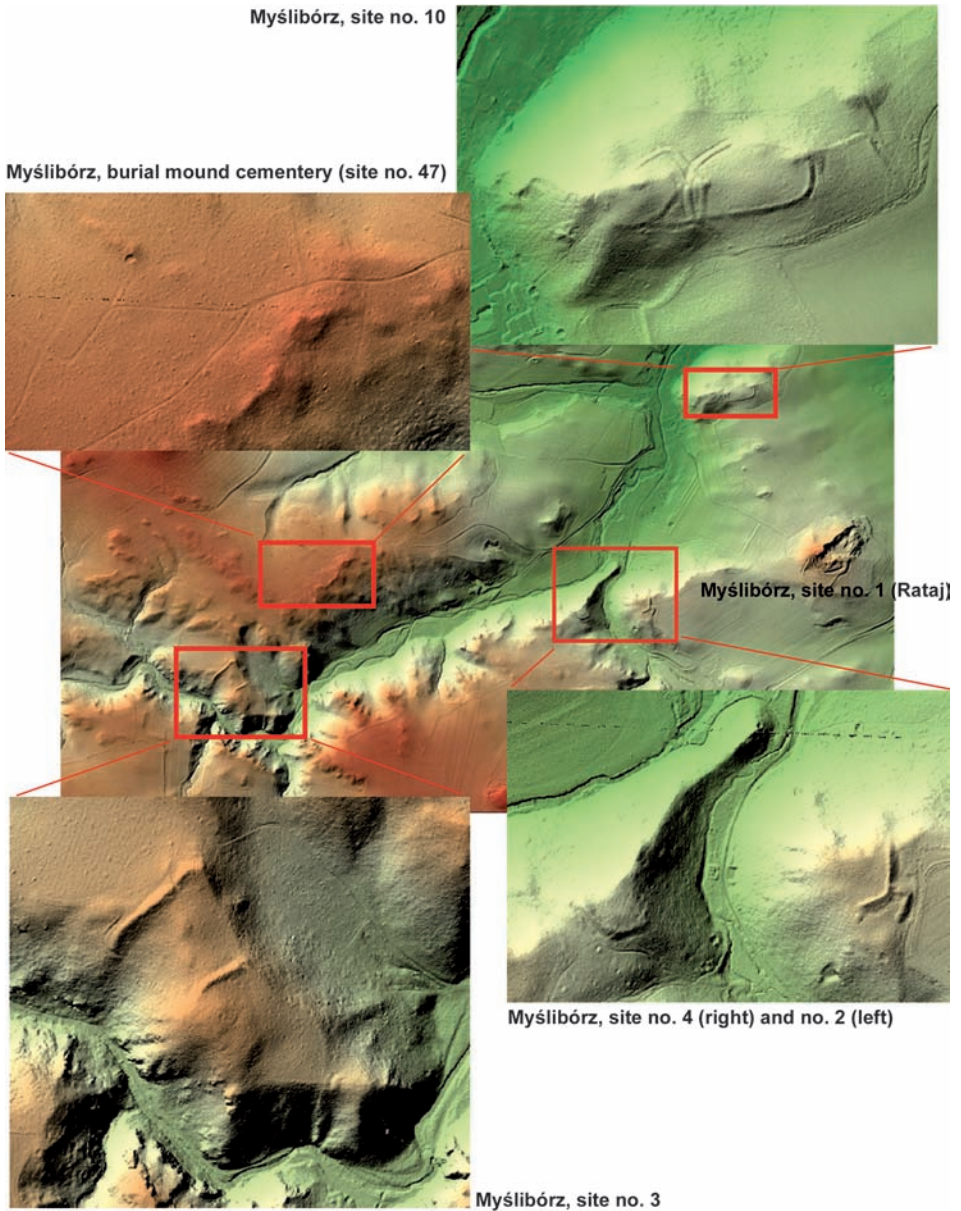 Myślibórz, site no. 10
Myślibórz, burial mound cementery (site no. 47)
Myślibórz, site no. 1 (Rataj)
Myślibórz, site no. 4 (right) and no. 2 (left)
Myślibórz, site no. 3